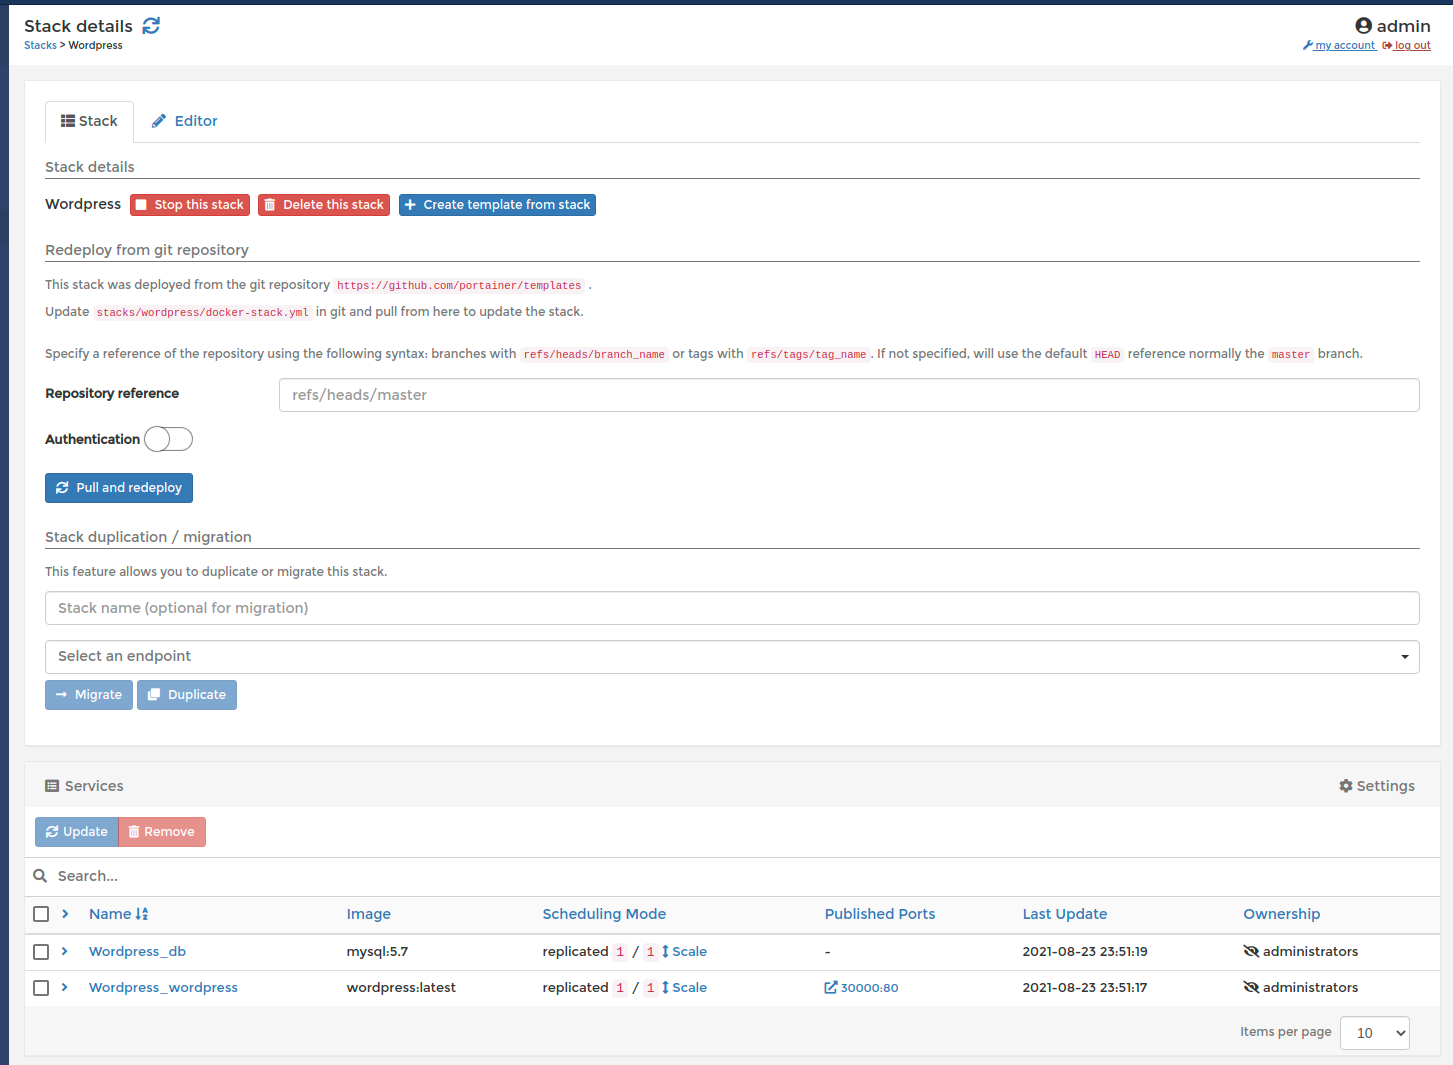 Stack details
admin
Stacks > Wordpress
my account log out
Stack Editor
Stack details
Wordpress Stop this stack Delete this stack Create template from stack
Redeploy from git repository
This stack was deployed from the git repository https://github.com/portainer/templates .
Update stacks/wordpress/docker-stack.yml in git and pull from here to update the stack.
Specify a reference of the repository using the following syntax: branches with refs/heads/branch_name or tags with refs/tags/tag_name. If not specified, will use the default HEAD reference normally the master branch.
Repository reference refs/heads/master
Authentication
Pull and redeploy
Stack duplication / migration
This feature allows you to duplicate or migrate this stack.
Stack name (optional for migration)
Select an endpoint
Migrate Duplicate
Services Settings
Update Remove
Search...
Name Image Scheduling Mode Published Ports Last Update Ownership
Wordpress_db mysql:5.7 replicated 1 / 1 Scale - 2021-08-23 23:51:19 administrators
Wordpress_wordpress wordpress:latest replicated 1 / 1 Scale 30000:80 2021-08-23 23:51:17 administrators
Items per page 10